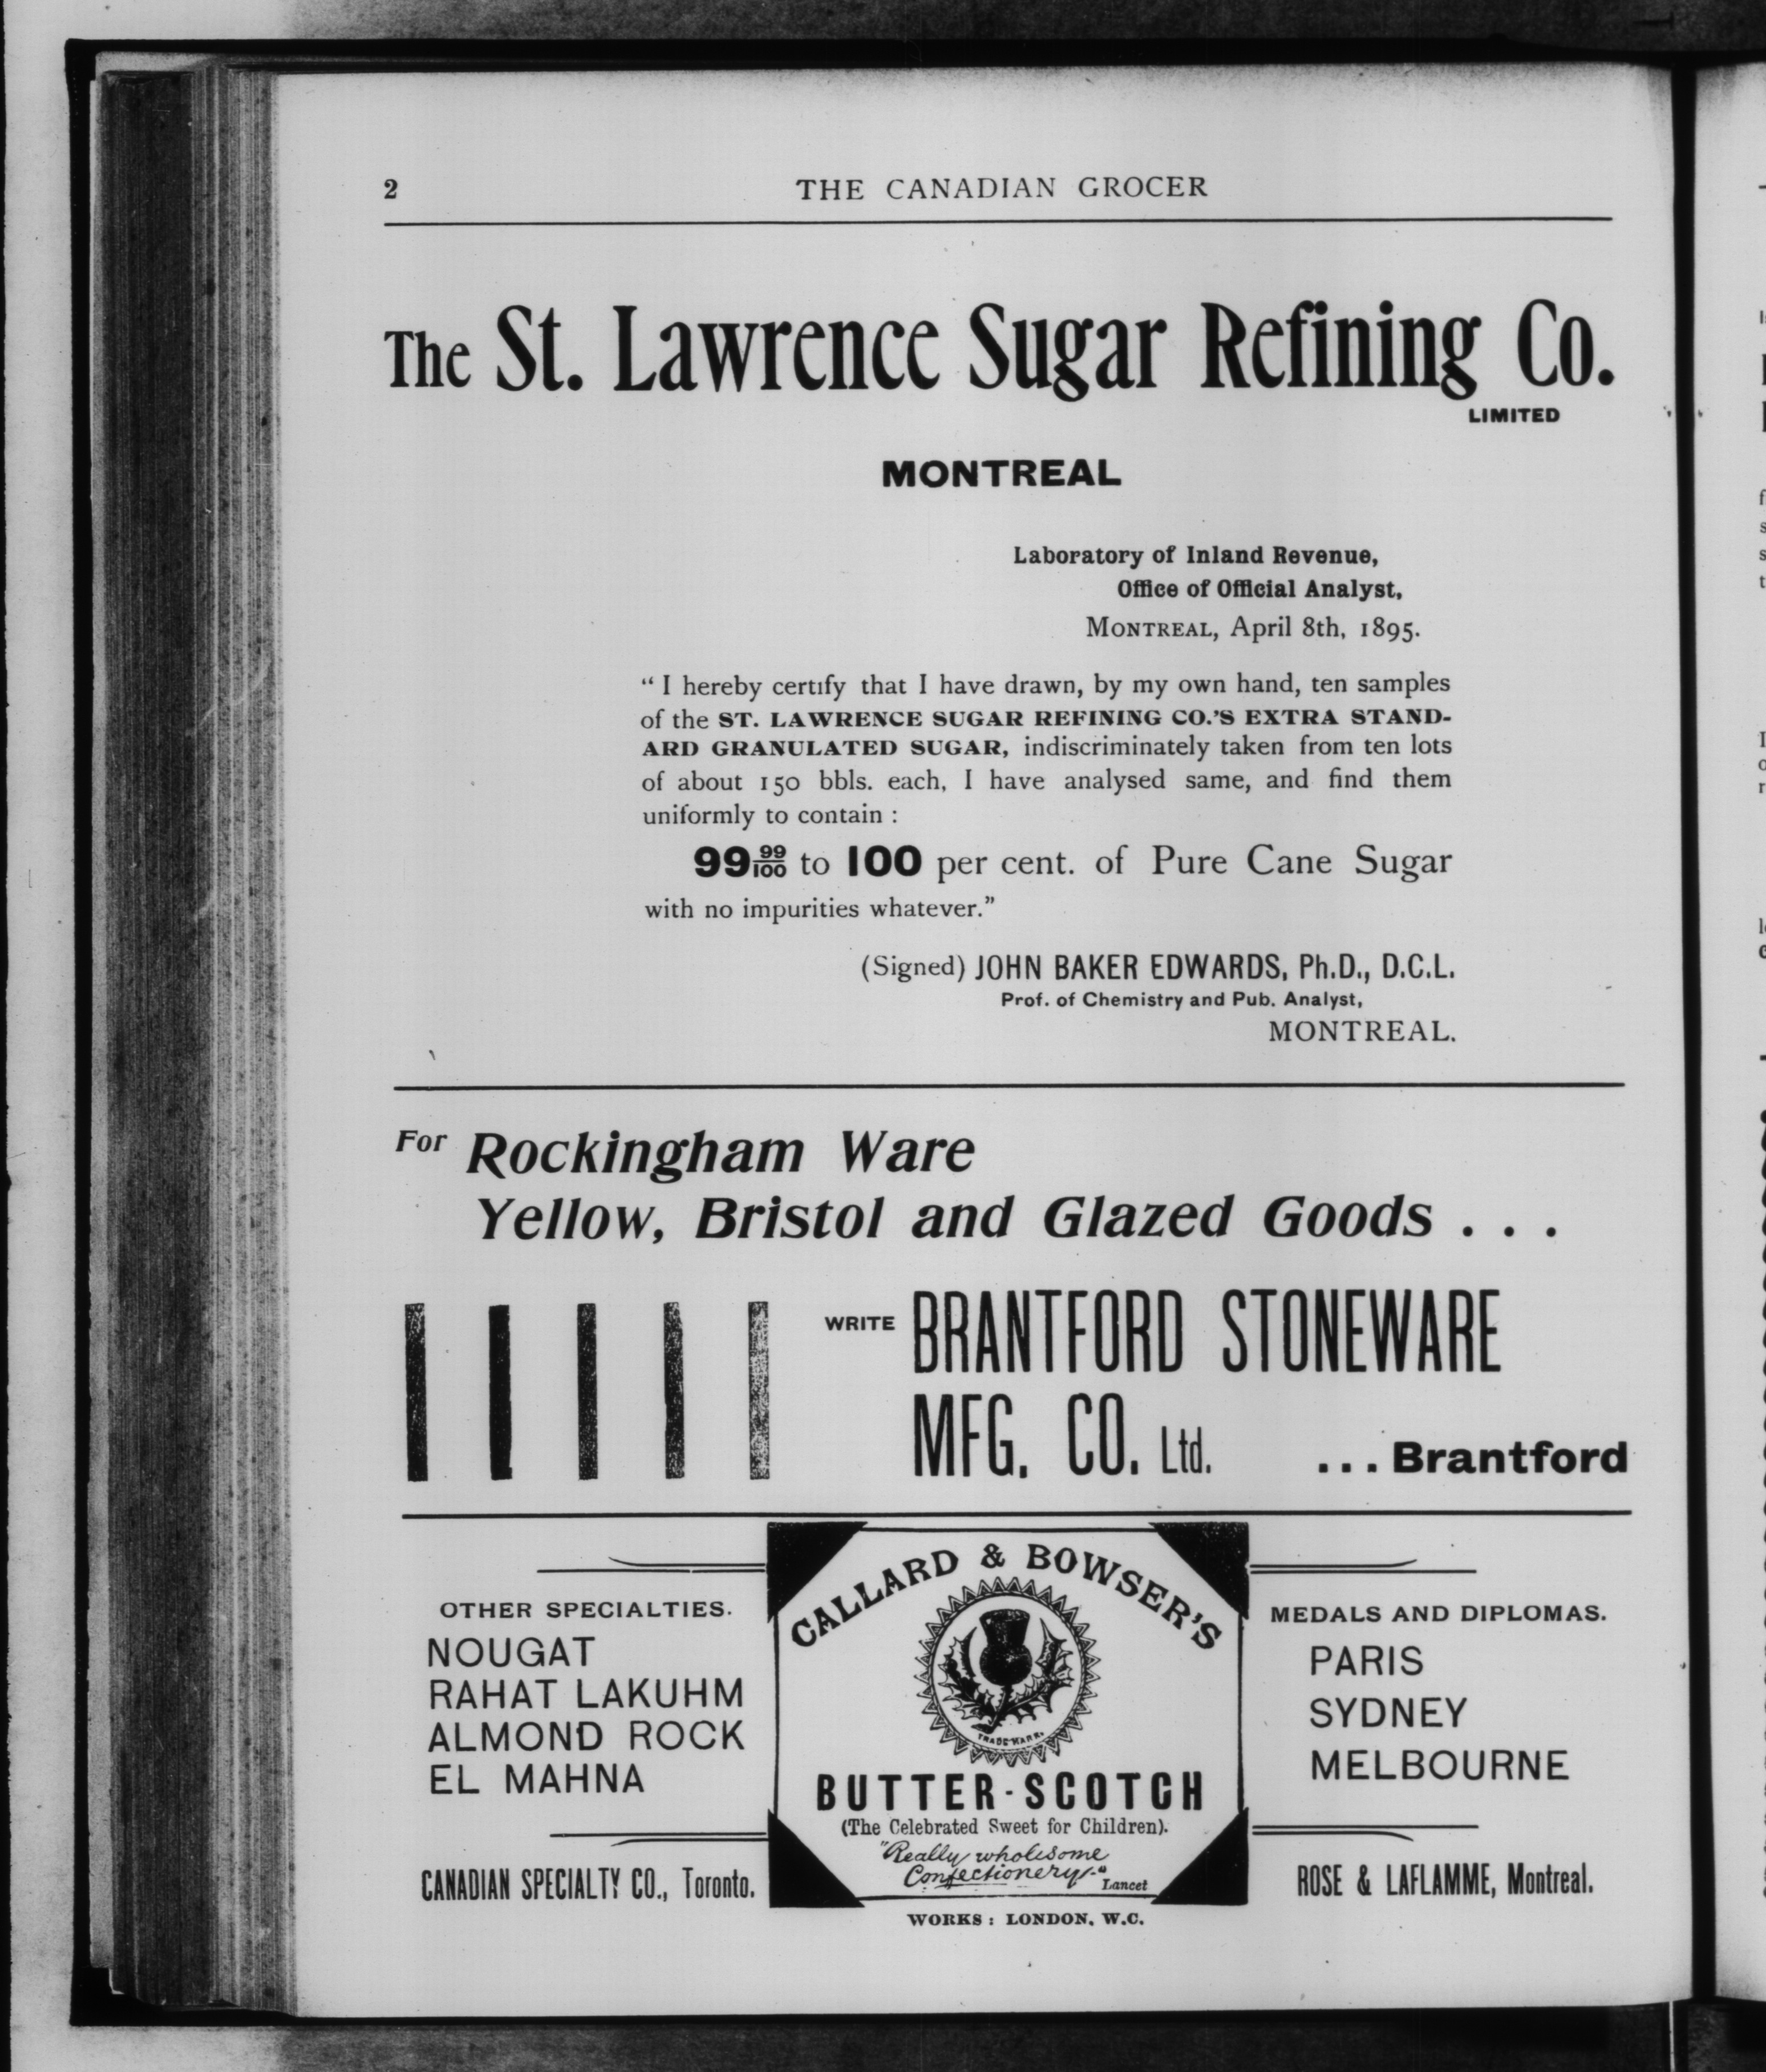 2
THE CANADIAN GROCER
The St. Lawrence Sugar Refining Co.
LIMITED
MONTREAL
Laboratory of Inland Revenue,
Office of Official Analyst,
MONTREAL, April 8th, 1895.
"I hereby certify that I have drawn, by my own hand, ten samples
of the ST. LAWRENCE SUGAR REFINING CO.'S EXTRA STAND-
ARD GRANULATED SUGAR, indiscriminately taken from ten lots
of about 150 bbls. each, I have analysed same, and find them
uniformly to contain :
99 99/100 to 100 per cent. of Pure Cane Sugar
with no impurities whatever."
(Signed) JOHN BAKER EDWARDS, Ph.D., D.C.L.
Prof. of Chemistry and Pub. Analyst,
MONTREAL.
For Rockingham Ware
Yellow, Bristol and Glazed Goods . . .
WRITE BRANTFORD STONEWARE
MFG. CO. Ltd. ...Brantford
OTHER SPECIALTIES.
NOUGAT
RAHAT LAKUHM
ALMOND ROCK
EL MAHNA
CANADIAN SPECIALTY CO., Toronto.
CALLARD & BOWSER'S
TRADE MARK.
BUTTER-SCOTCH
(The Celebrated Sweet for Children).
"Really wholesome
Confectionery."
Lancet
WORKS : LONDON, W.C.
MEDALS AND DIPLOMAS.
PARIS
SYDNEY
MELBOURNE
ROSE & LAFLAMME, Montreal.